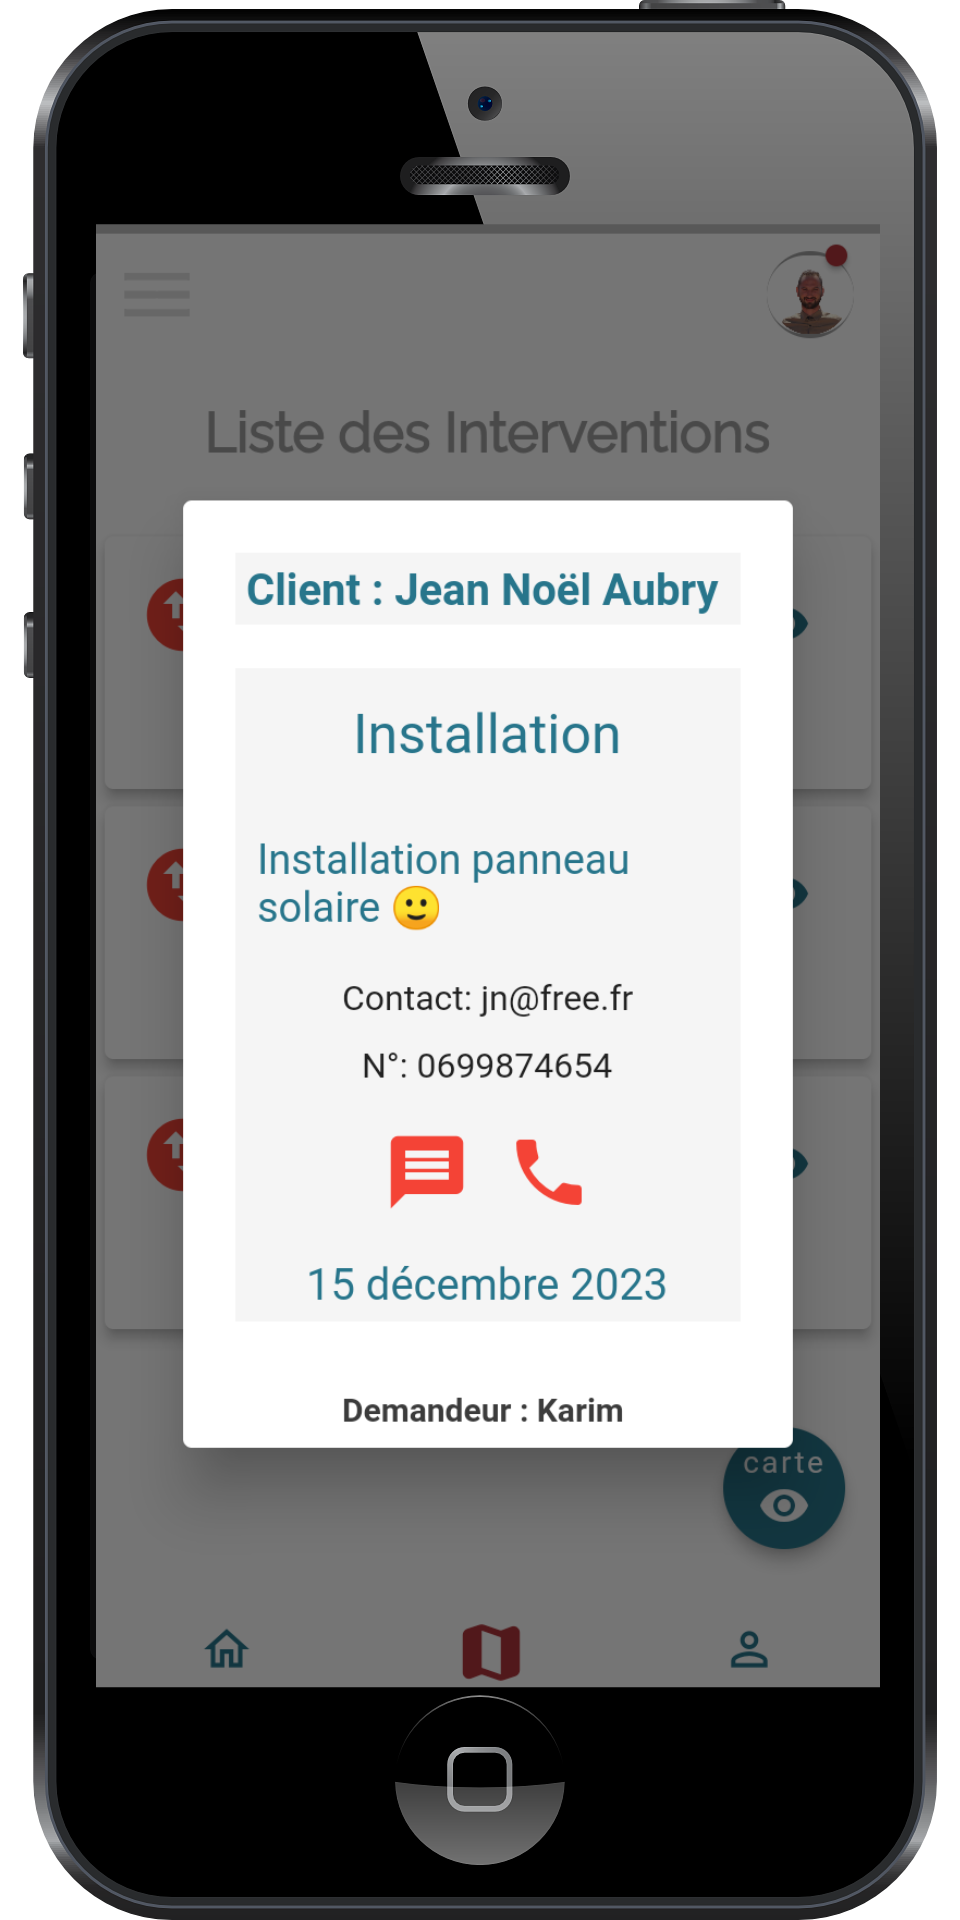 Liste des Interventions
Client : Jean Noël Aubry
Installation
Installation panneau
solaire 🙂
Contact: jn@free.fr
N°: 0699874654
15 décembre 2023
Demandeur : Karim
carte